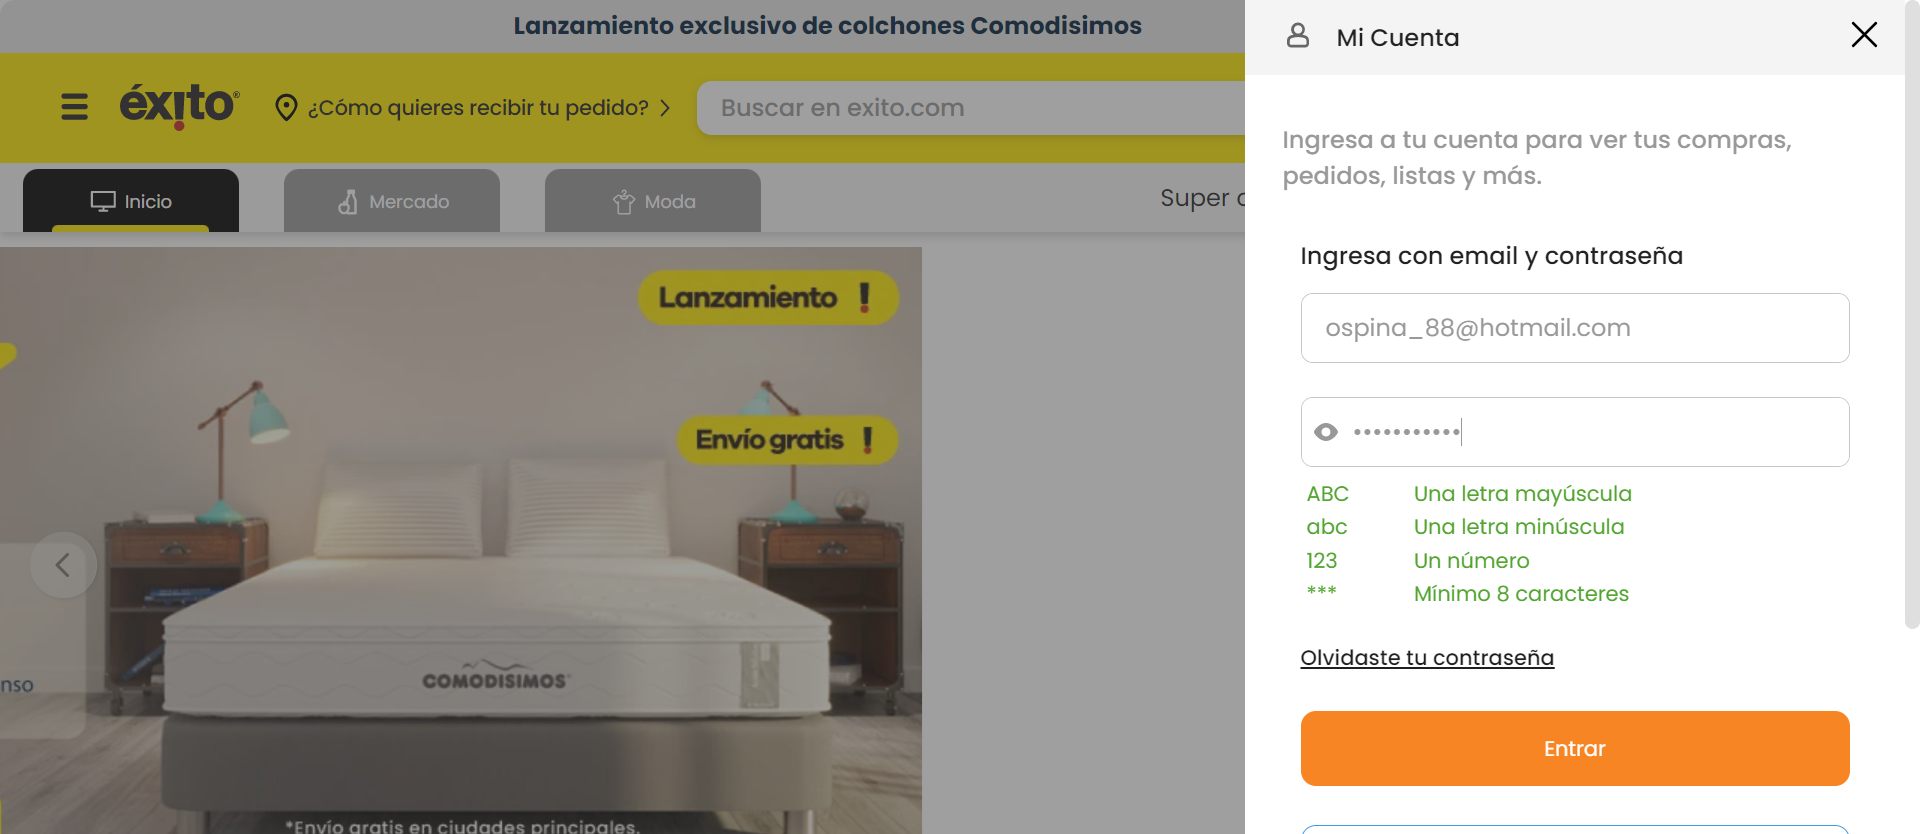 Lanzamiento exclusivo de colchones Comodisimos
éxito®
¿Cómo quieres recibir tu pedido?
Buscar en exito.com
Inicio
Mercado
Moda
Super
Lanzamiento !
Envío gratis !
COMODISIMOS
nso
*Envío gratis en ciudades principales.
Mi Cuenta
Ingresa a tu cuenta para ver tus compras,
pedidos, listas y más.
Ingresa con email y contraseña
ospina_88@hotmail.com
•••••••••••
ABC Una letra mayúscula
abc Una letra minúscula
123 Un número
*** Mínimo 8 caracteres
Olvidaste tu contraseña
Entrar